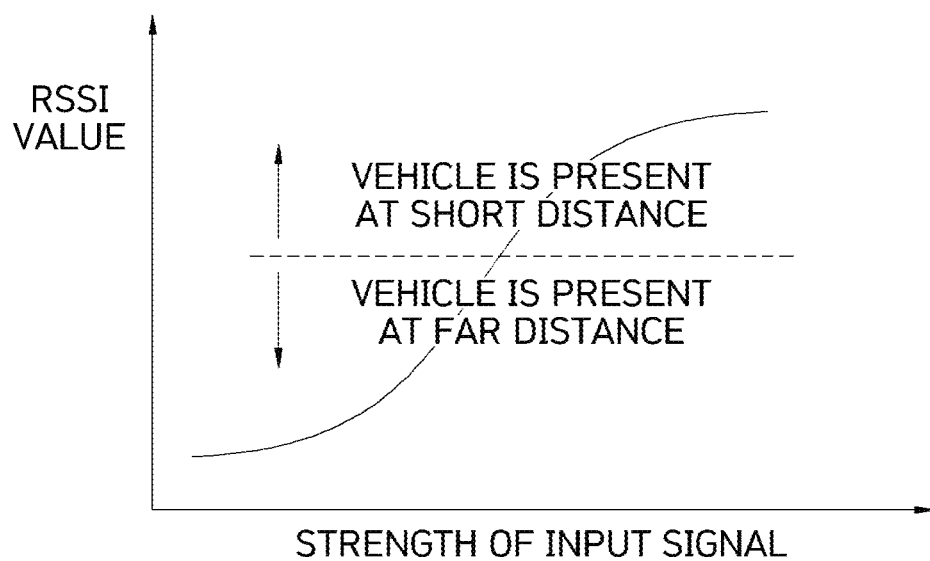 RSSI
VALUE
VEHICLE IS PRESENT
AT SHORT DISTANCE
VEHICLE IS PRESENT
AT FAR DISTANCE
STRENGTH OF INPUT SIGNAL